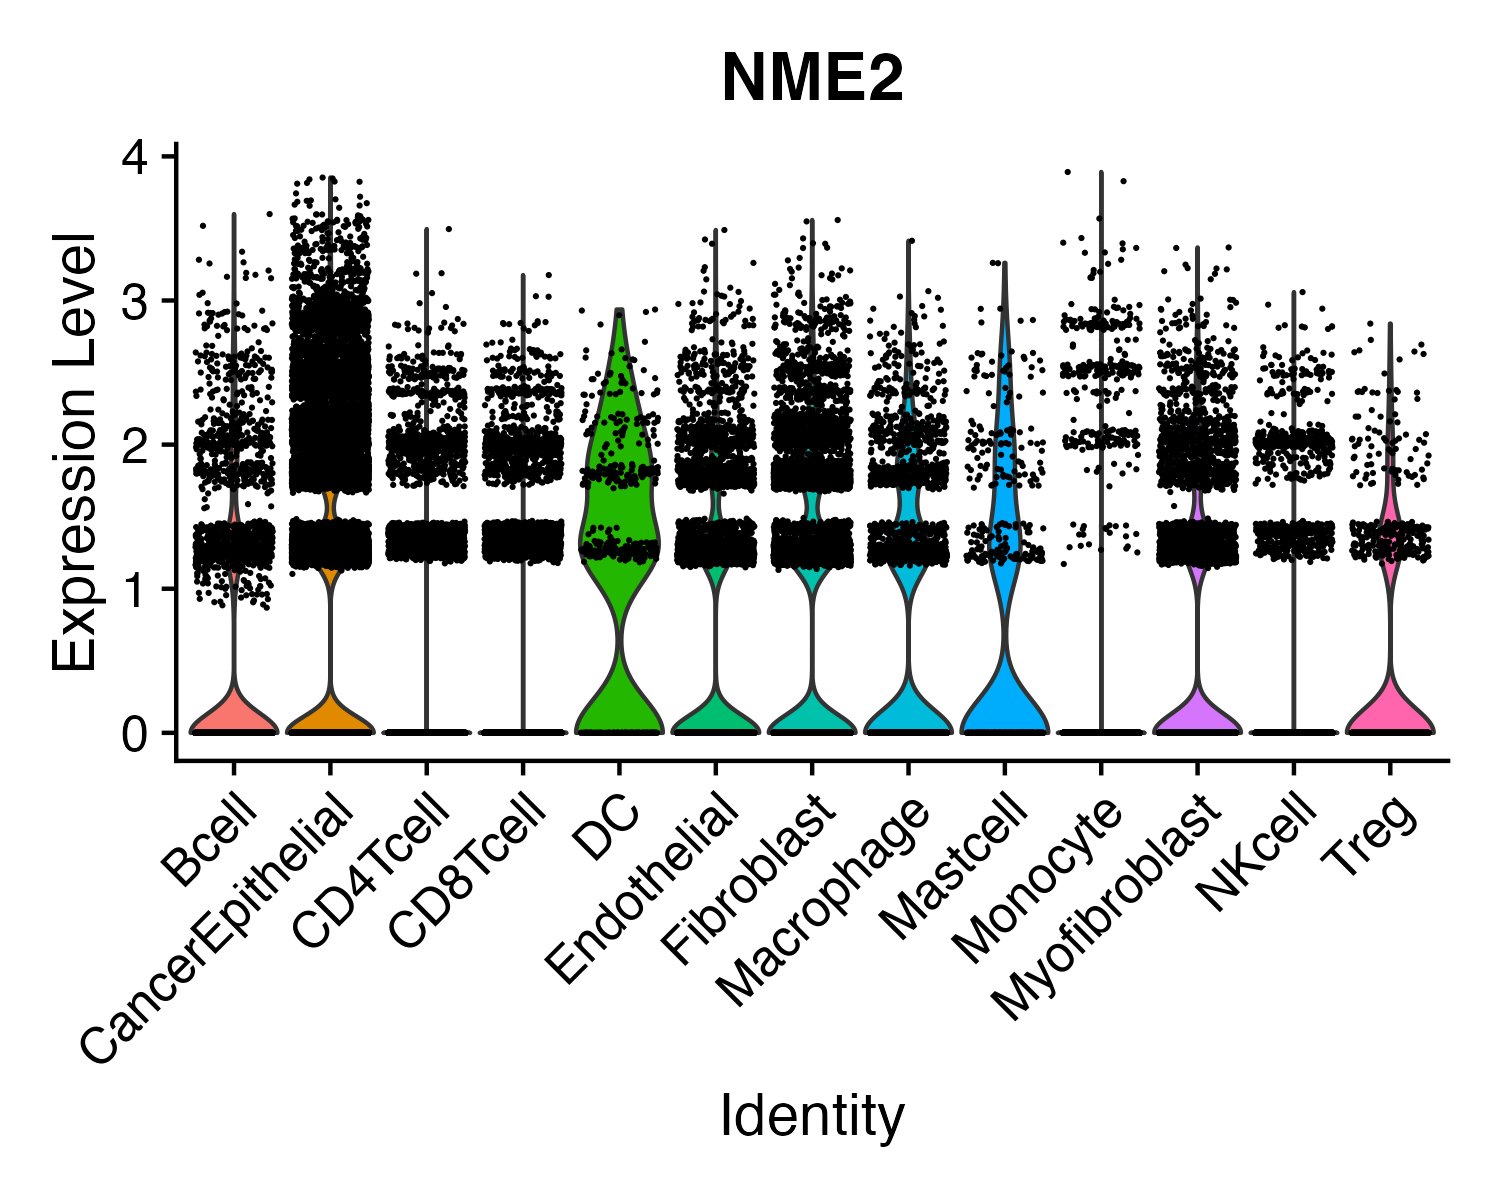 NME2
Expression Level
4
3
2
1
0
Bcell
CancerEpithelial
CD4Tcell
CD8Tcell
DC
Endothelial
Fibroblast
Macrophage
Mastcell
Monocyte
Myofibroblast
NKcell
Treg
Identity